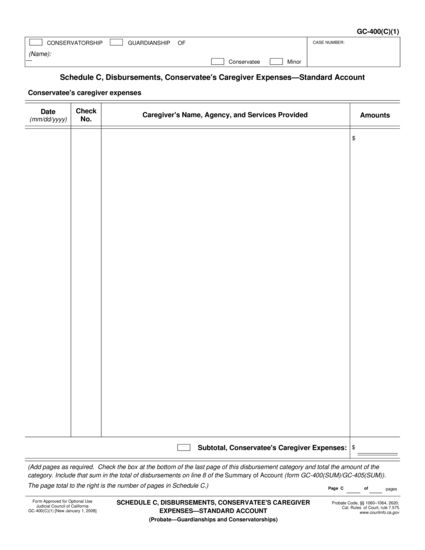 GC-400(C)(1)
CONSERVATORSHIP GUARDIANSHIP OF
CASE NUMBER:
(Name):
Conservatee Minor
Schedule C, Disbursements, Conservatee's Caregiver Expenses—Standard Account
Conservatee's caregiver expenses
Date
(mm/dd/yyyy)
Check
No.
Caregiver's Name, Agency, and Services Provided
Amounts
$
Subtotal, Conservatee's Caregiver Expenses: $
(Add pages as required. Check the box at the bottom of the last page of this disbursement category and total the amount of the
category. Include that sum in the total of disbursements on line 8 of the Summary of Account (form GC-400(SUM)/GC-405(SUM)).
The page total to the right is the number of pages in Schedule C.)
Page C of pages
Form Approved for Optional Use
Judicial Council of California
GC-400(C)(1) [New January 1, 2008]
SCHEDULE C, DISBURSEMENTS, CONSERVATEE'S CAREGIVER
EXPENSES—STANDARD ACCOUNT
(Probate—Guardianships and Conservatorships)
Probate Code, §§ 1060–1064, 2620;
Cal. Rules of Court, rule 7.575
www.courtinfo.ca.gov